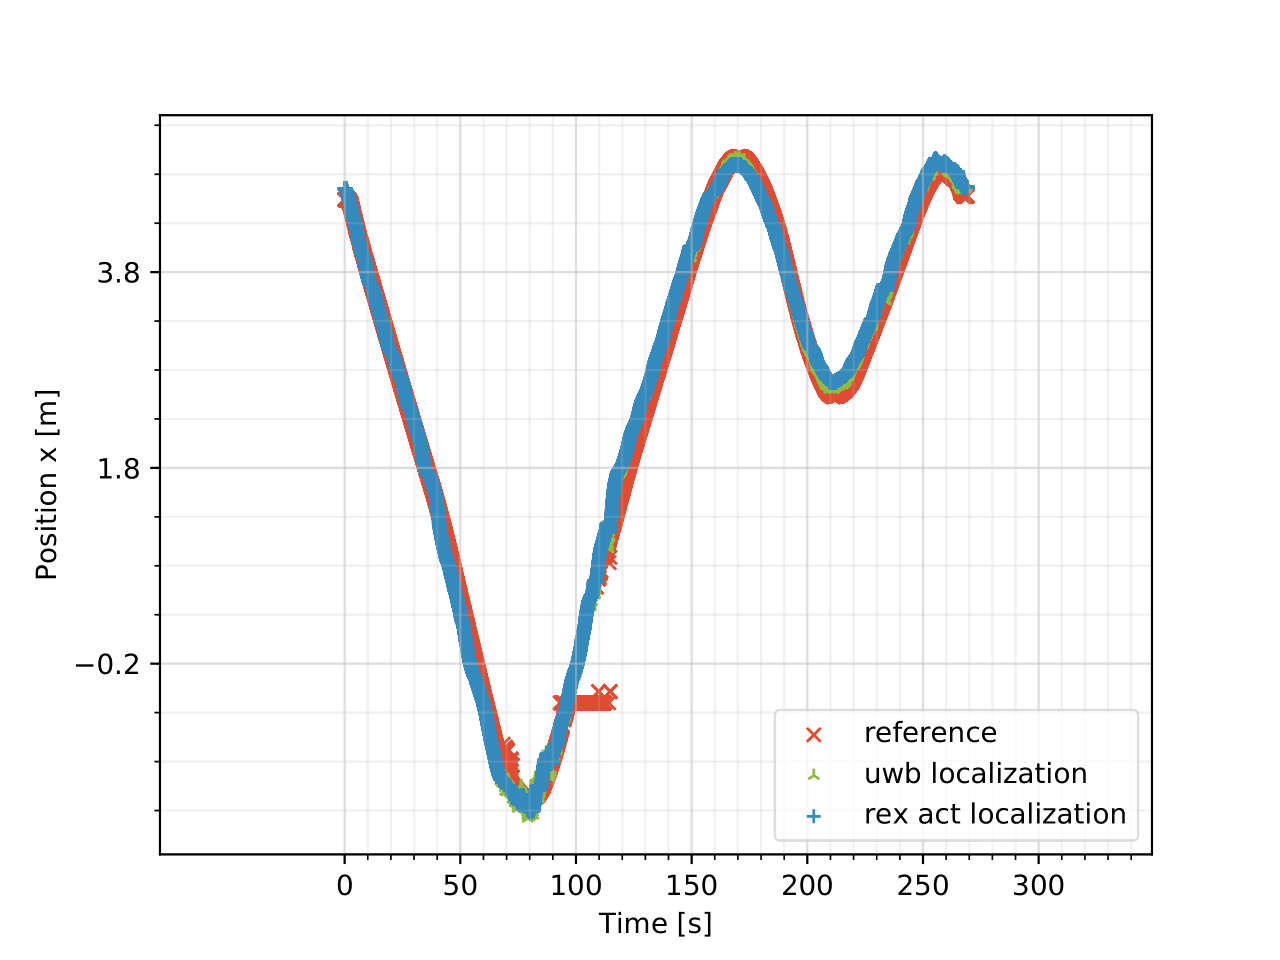 Position x [m]
3.8
1.8
−0.2
0 50 100 150 200 250 300
Time [s]
reference
uwb localization
rex act localization